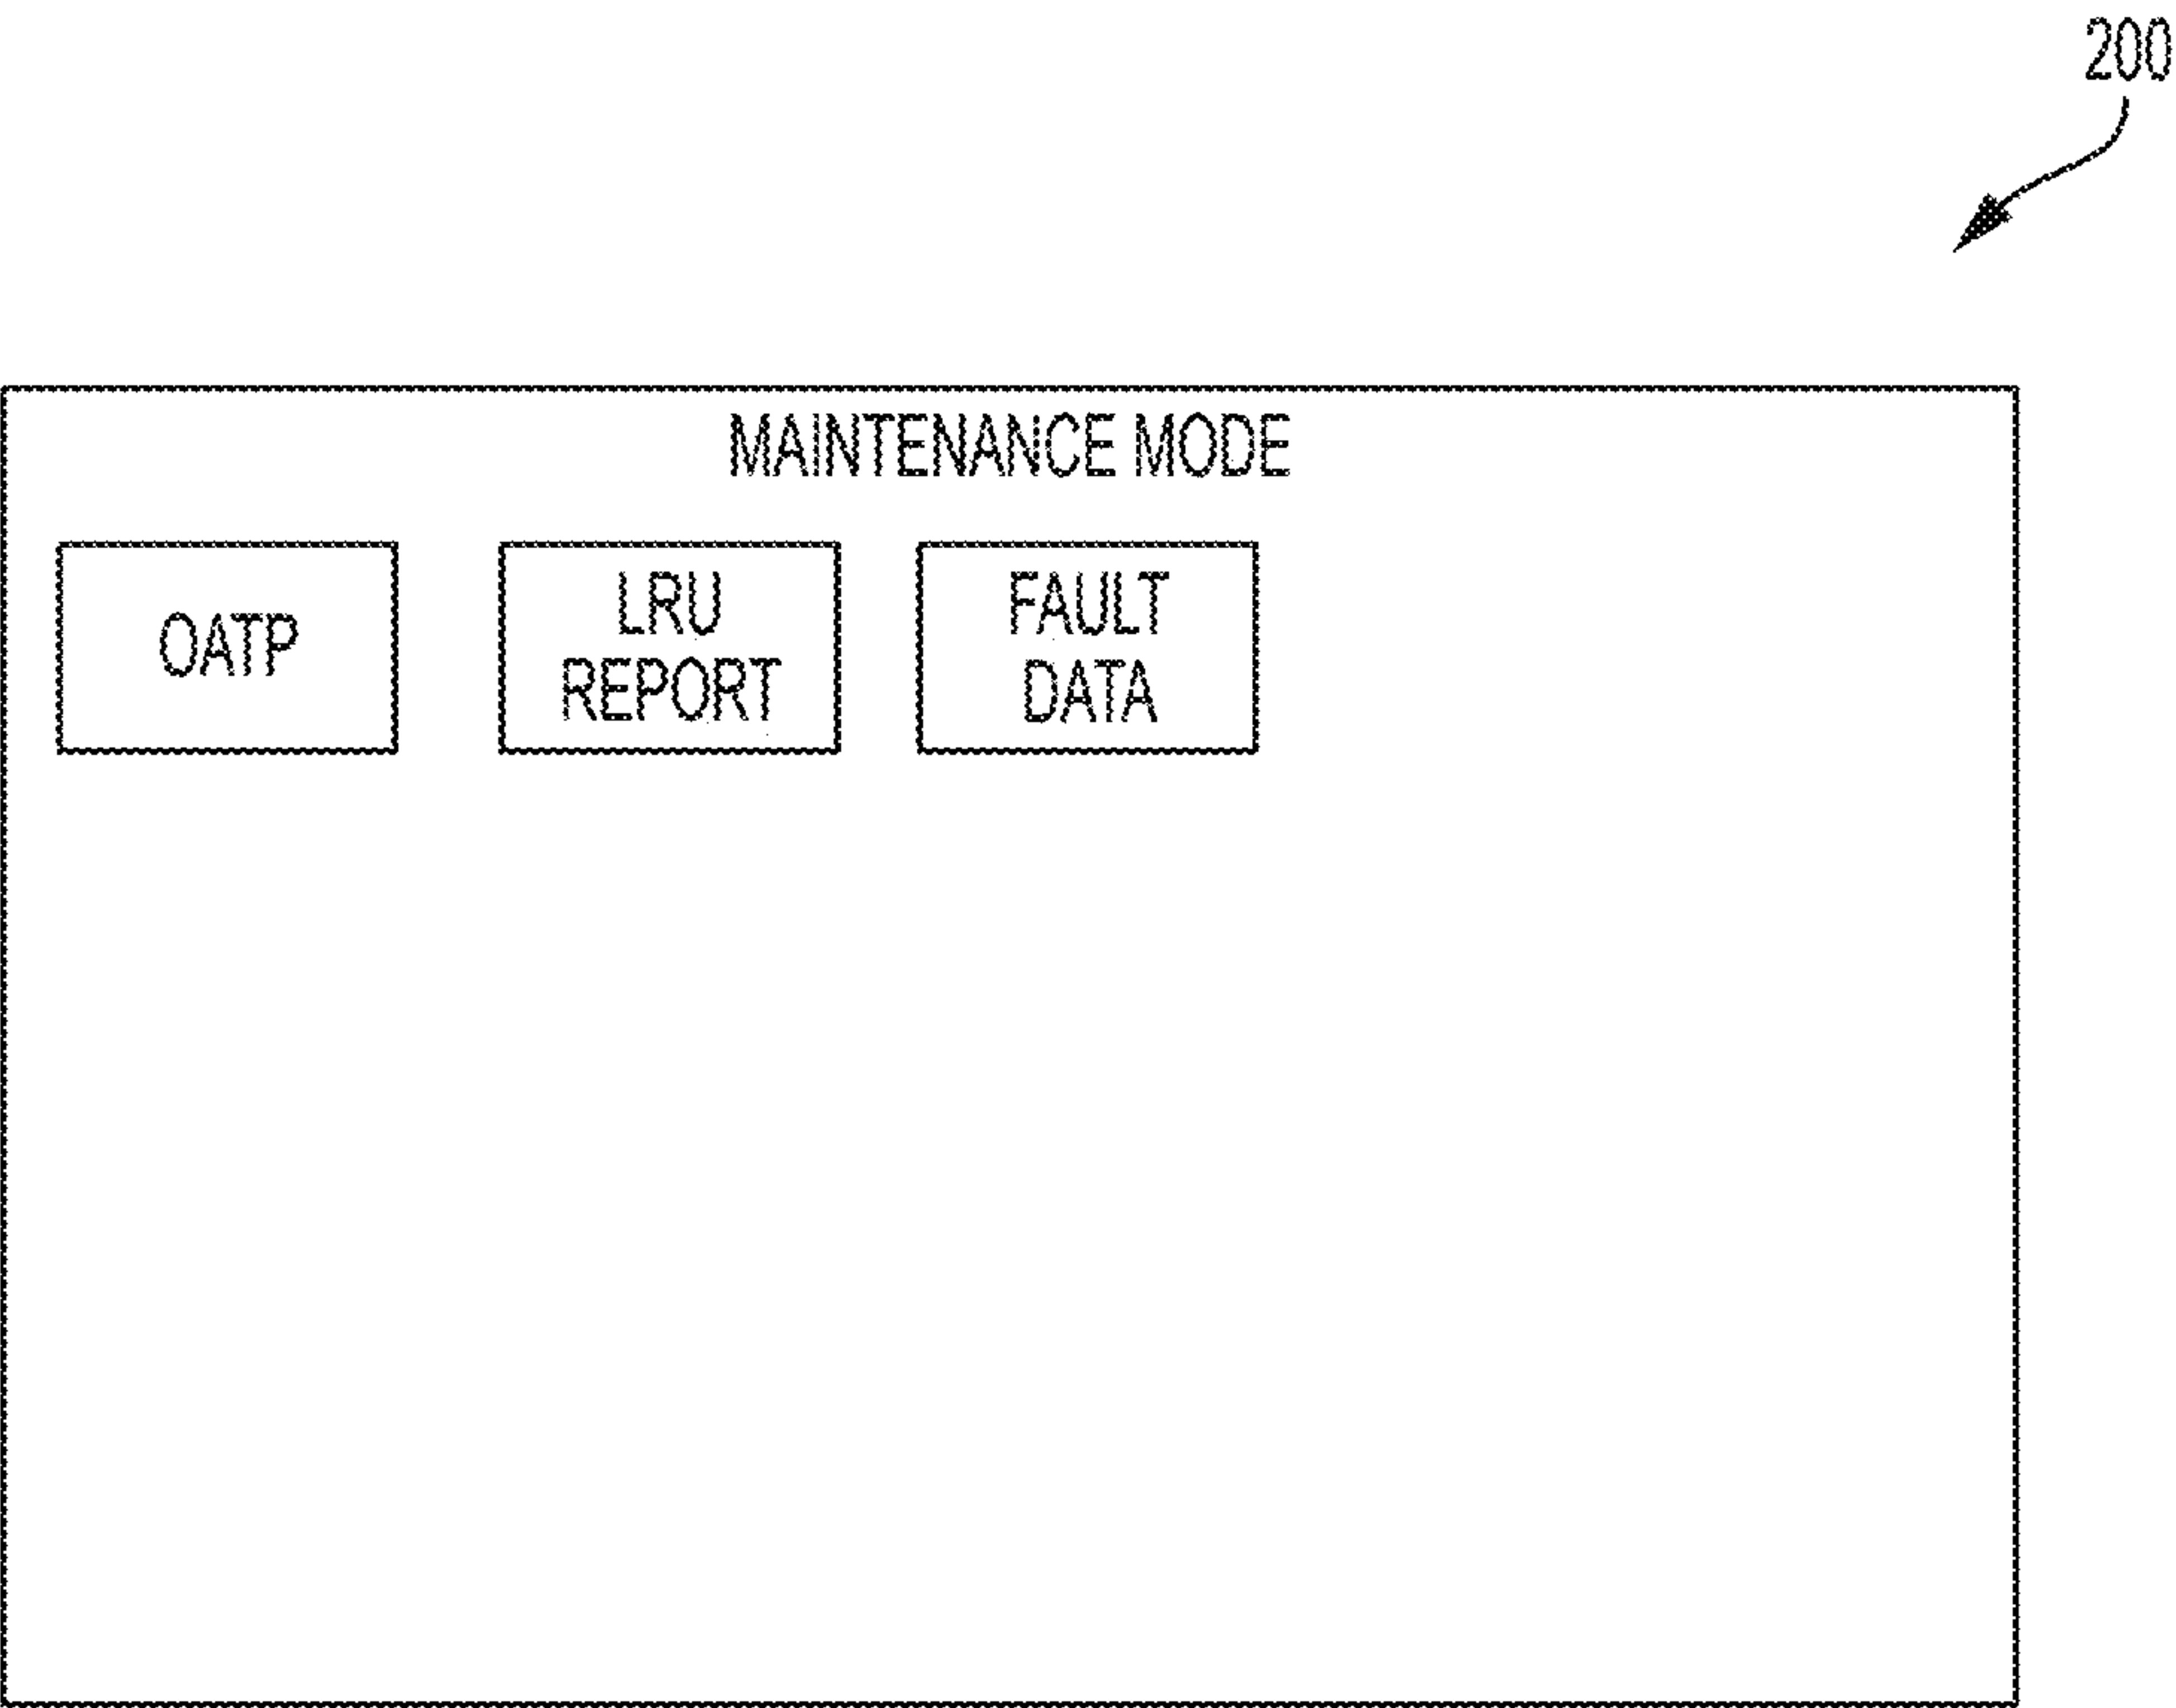 200
MAINTENANCE MODE
OATP
LRU
REPORT
FAULT
DATA